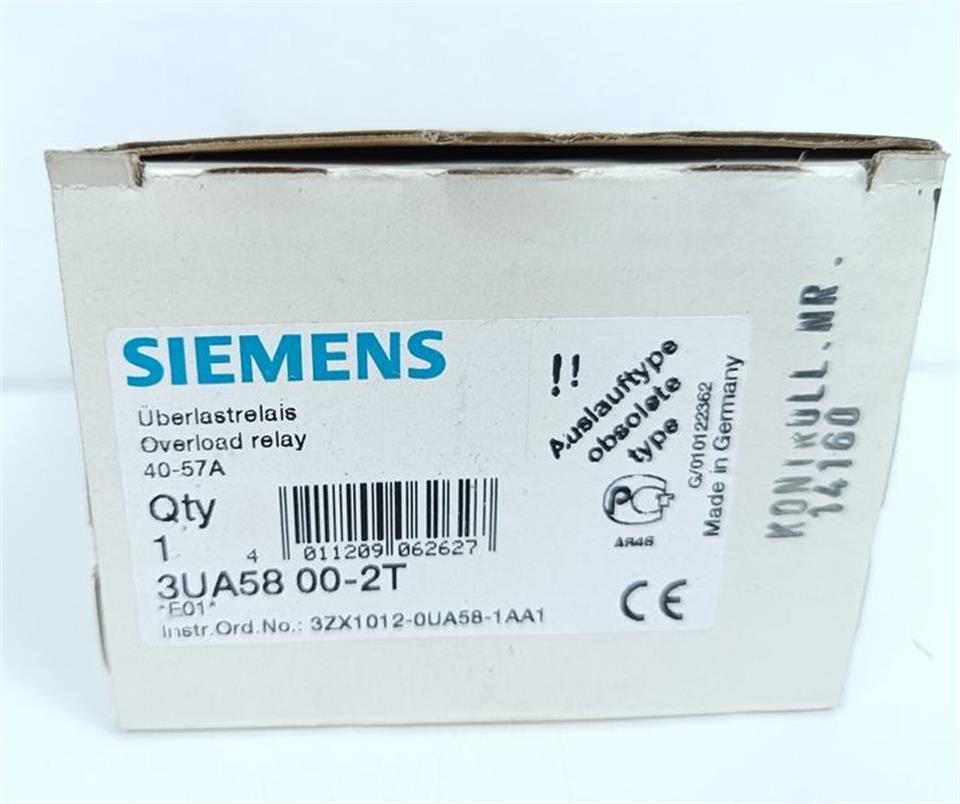 SIEMENS
Überlastrelais
Overload relay
40-57A
Qty
1
4 011209 062627
3UA58 00-2T
*E01*
Instr.Ord.No.: 3ZX1012-0UA58-1AA1
!!
Auslauftype
obsolete
type
PC
CE
G/010122362
Made in Germany
KONTROLL.NR.
14160